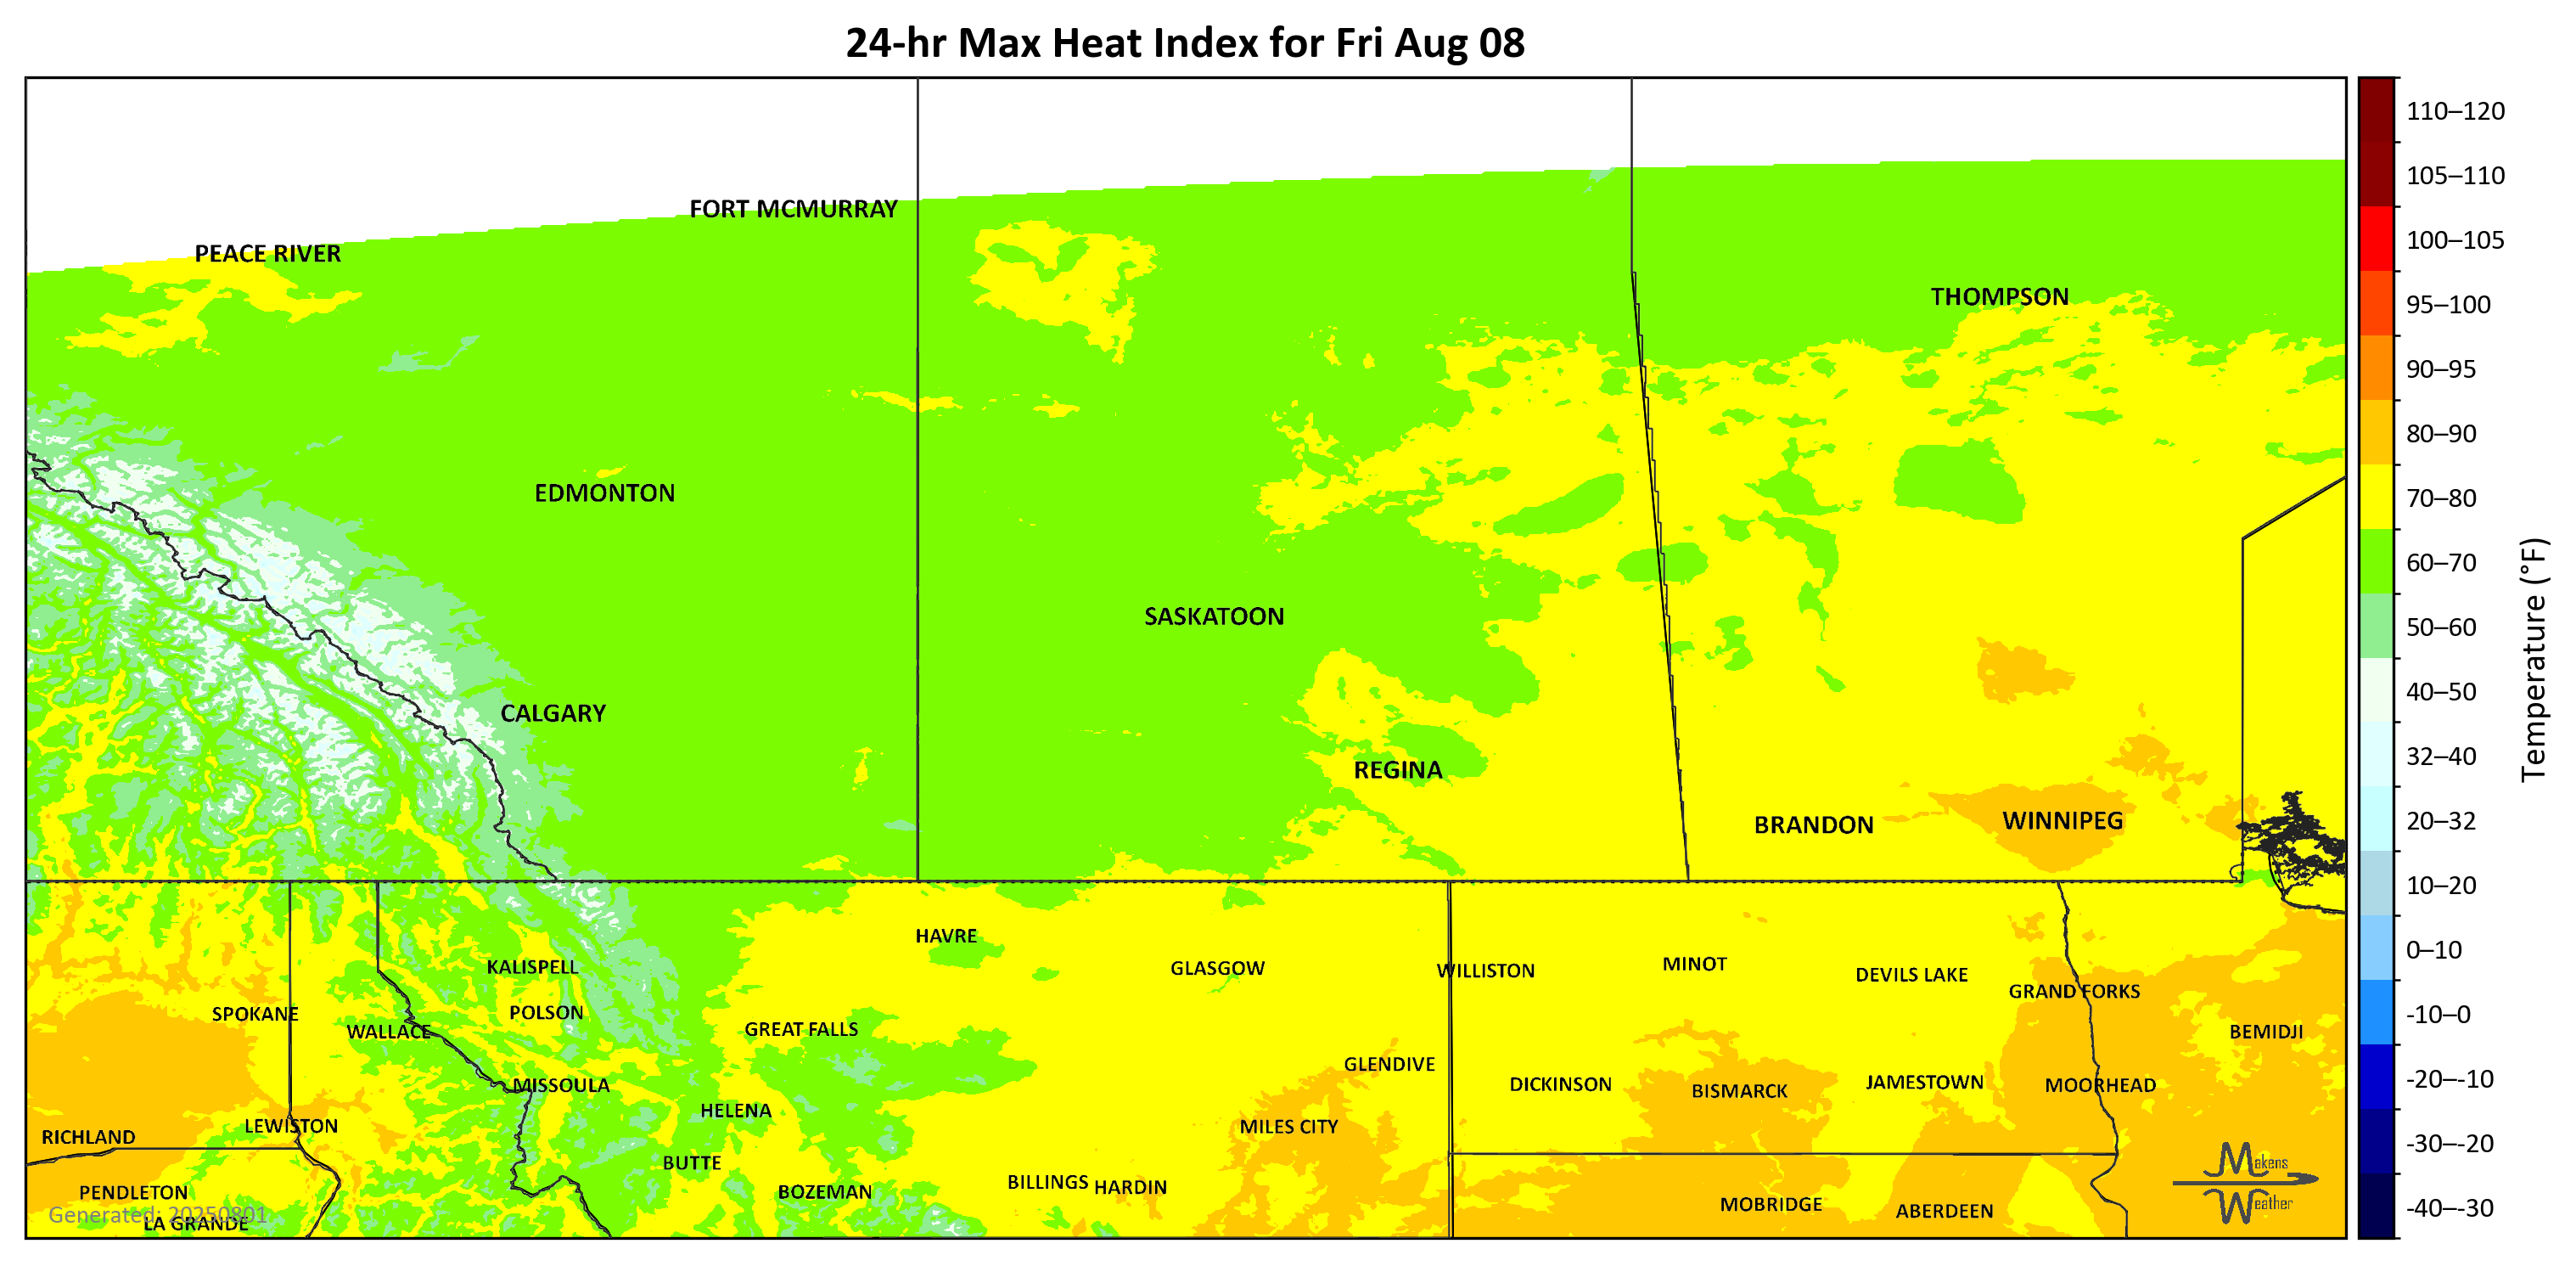 24-hr Max Heat Index for Fri Aug 08
FORT MCMURRAY
PEACE RIVER
THOMPSON
EDMONTON
SASKATOON
CALGARY
REGINA
BRANDON
WINNIPEG
HAVRE
KALISPELL
GLASGOW
WILLISTON
MINOT
DEVILS LAKE
GRAND FORKS
SPOKANE
POLSON
WALLACE
GREAT FALLS
BEMIDJI
GLENDIVE
MISSOULA
DICKINSON
BISMARCK
JAMESTOWN
MOORHEAD
HELENA
LEWISTON
MILES CITY
RICHLAND
BUTTE
PENDLETON
BOZEMAN
BILLINGS
HARDIN
MOBRIDGE
ABERDEEN
LA GRANDE
Generated: 20250801
Makens
Weather
110–120
105–110
100–105
95–100
90–95
80–90
70–80
60–70
50–60
40–50
32–40
20–32
10–20
0–10
-10–0
-20–-10
-30–-20
-40–-30
Temperature (°F)